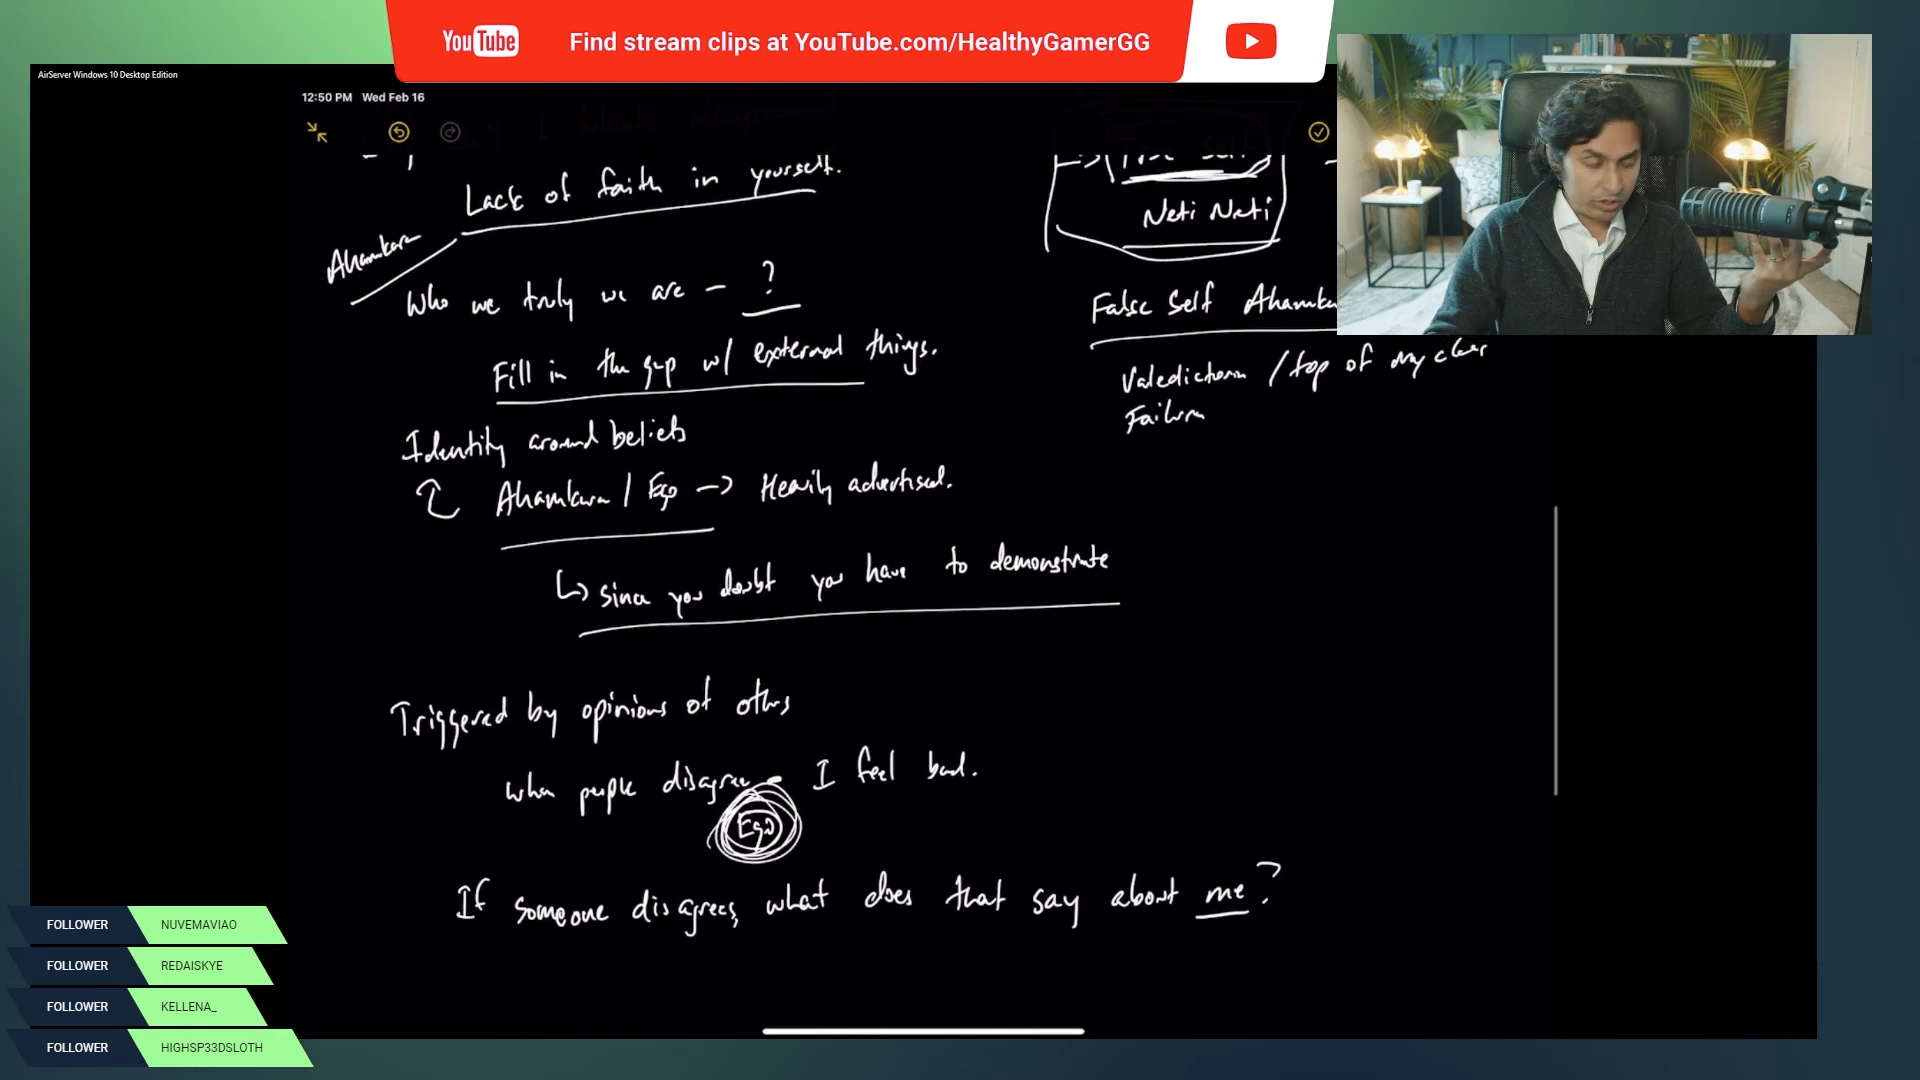 YouTube Find stream clips at YouTube.com/HealthyGamerGG
AirServer Windows 10 Desktop Edition
12:50 PM Wed Feb 16
Lack of faith in yourself.
Ahamkara
Who we truly we are - ?
Fill in the gap w/ external things.
Identity around beliefs
Ahamkara / Ego -> Heavily advertised.
since you doubt you have to demonstrate
Triggered by opinions of others
when people disagree - I feel bad.
Ego
If someone disagrees, what does that say about me?
True Self
Neti Neti
False Self Ahamka
Valedictorian / top of my class
Failure
FOLLOWER NUVEMAVIAO
FOLLOWER REDAISKYE
FOLLOWER KELLENA_
FOLLOWER HIGHSP33DSLOTH